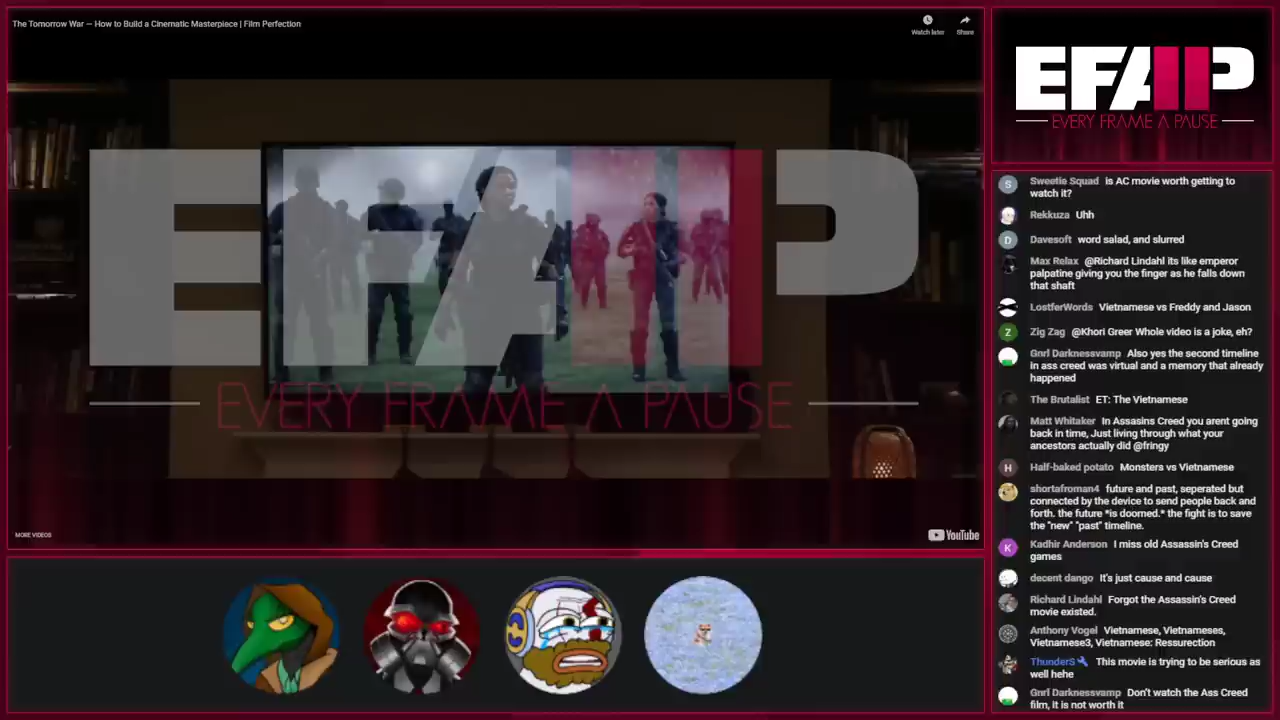 The Tomorrow War — How to Build a Cinematic Masterpiece | Film Perfection
Watch later
Share
EFAP
EVERY FRAME A PAUSE
MORE VIDEOS
YouTube
EFAP
EVERY FRAME A PAUSE
Sweetie Squad is AC movie worth getting to
watch it?
Rekkuza Uhh
Davesoft word salad, and slurred
Max Relax @Richard Lindahl its like emperor
palpatine giving you the finger as he falls down
that shaft
LostferWords Vietnamese vs Freddy and Jason
Zig Zag @Khori Greer Whole video is a joke, eh?
Gnrl Darknessvamp Also yes the second timeline
in ass creed was virtual and a memory that already
happened
The Brutalist ET: The Vietnamese
Matt Whitaker In Assasins Creed you arent going
back in time, Just living through what your
ancestors actually did @fringy
Half-baked potato Monsters vs Vietnamese
shortafroman4 future and past, seperated but
connected by the device to send people back and
forth. the future *is doomed.* the fight is to save
the "new" "past" timeline.
Kadhir Anderson I miss old Assassin's Creed
games
decent dango It's just cause and cause
Richard Lindahl Forgot the Assassin's Creed
movie existed.
Anthony Vogel Vietnamese, Vietnameses,
Vietnamese3, Vietnamese: Ressurection
ThunderS This movie is trying to be serious as
well hehe
Gnrl Darknessvamp Don't watch the Ass Creed
film, it is not worth it